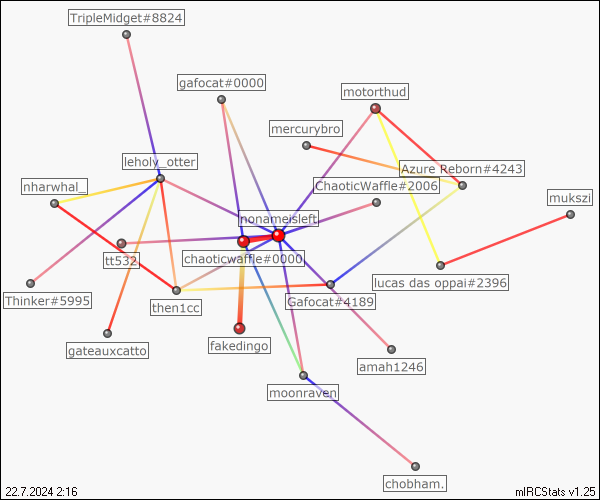 TripleMidget#8824
gafocat#0000
motorthud
mercurybro
leholy_otter
Azure Reborn#4243
nharwhal_
ChaoticWaffle#2006
mukszi
nonameisleft
tt532
chaoticwaffle#0000
lucas das oppai#2396
Thinker#5995
then1cc
Gafocat#4189
gateauxcatto
fakedingo
amah1246
moonraven
chobham.
22.7.2024 2:16
mIRCStats v1.25